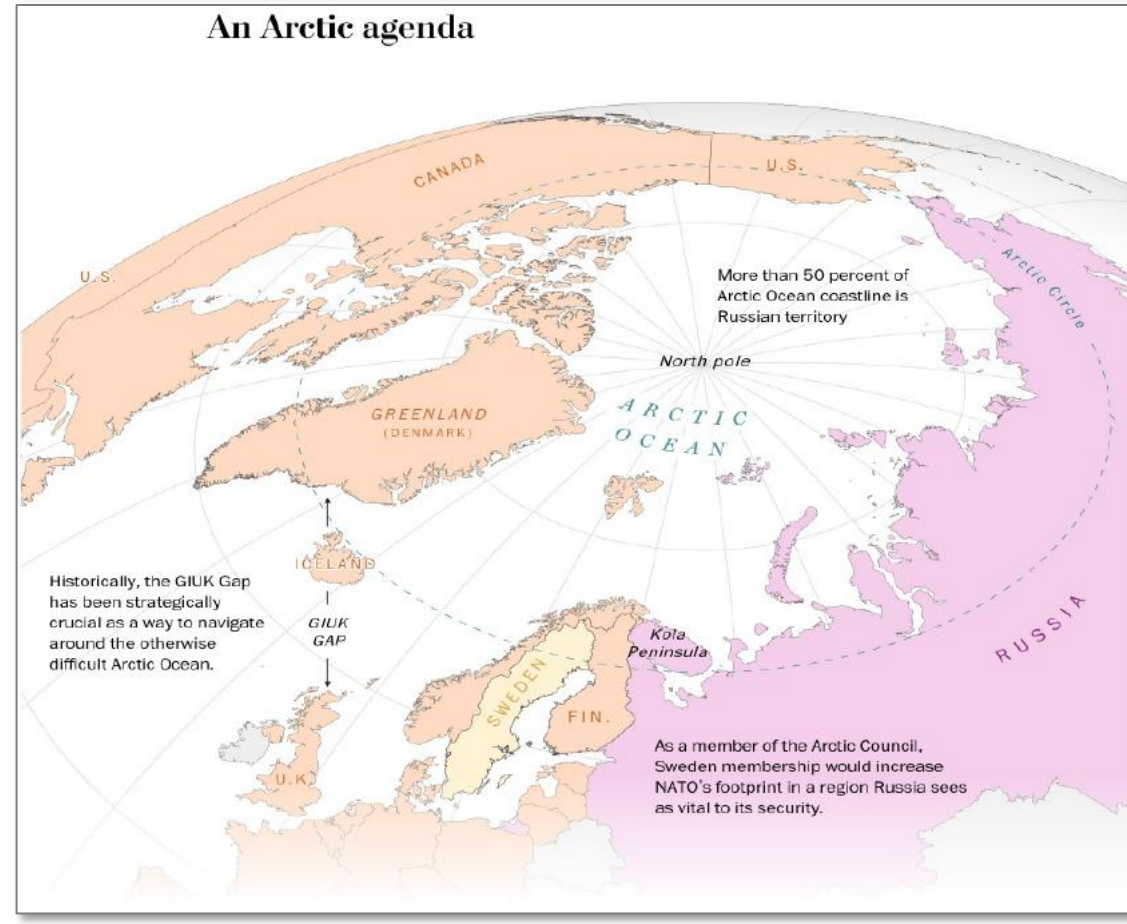 An Arctic agenda
CANADA
U.S.
U.S.
Arctic Circle
More than 50 percent of
Arctic Ocean coastline is
Russian territory
North pole
GREENLAND
(DENMARK)
ARCTIC
OCEAN
ICELAND
Historically, the GIUK Gap
has been strategically
crucial as a way to navigate
around the otherwise
difficult Arctic Ocean.
GIUK
GAP
Kola
Peninsula
RUSSIA
SWEDEN
FIN.
U.K.
As a member of the Arctic Council,
Sweden membership would increase
NATO's footprint in a region Russia sees
as vital to its security.